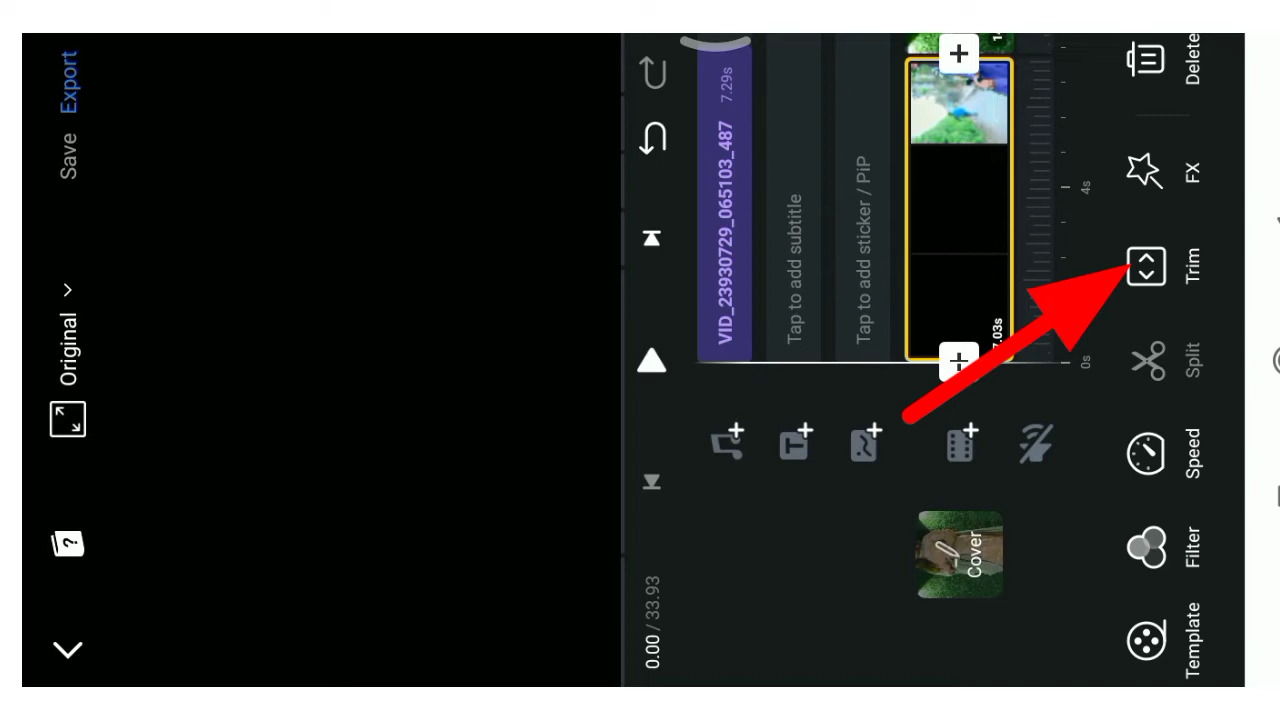 Original
Save
Export
0.00 / 33.93
VID_23930729_065103_487
7.29s
Tap to add subtitle
Tap to add sticker / PiP
Cover
7.03s
0s
4s
Template
Filter
Speed
Split
Trim
FX
Delete